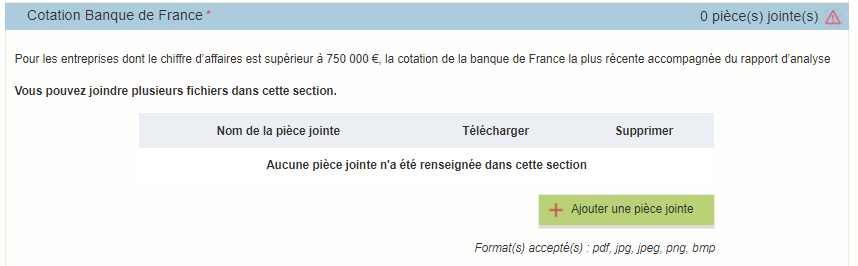 Cotation Banque de France * 0 pièce(s) jointe(s)
Pour les entreprises dont le chiffre d'affaires est supérieur à 750 000 €, la cotation de la banque de France la plus récente accompagnée du rapport d'analyse
Vous pouvez joindre plusieurs fichiers dans cette section.
Nom de la pièce jointe Télécharger Supprimer
Aucune pièce jointe n'a été renseignée dans cette section
Ajouter une pièce jointe
Format(s) accepté(s) : pdf, jpg, jpeg, png, bmp